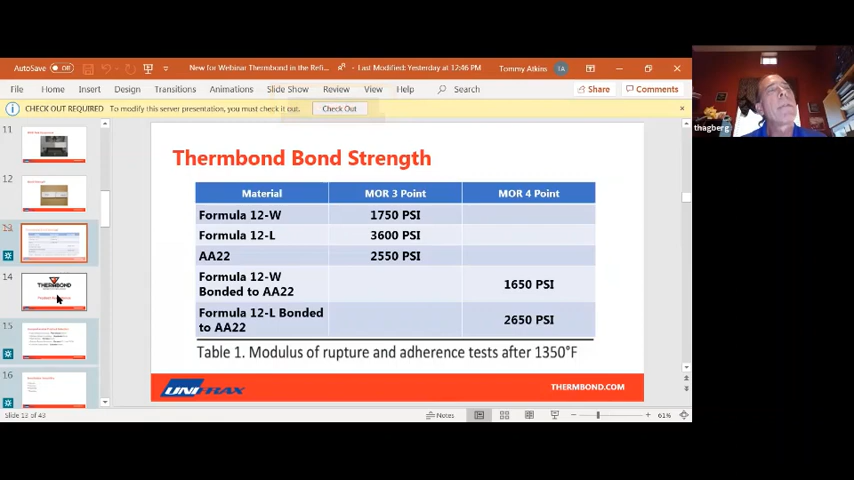 AutoSave Off
New for Webinar Thermbond in the Refi... - Last Modified: Yesterday at 12:46 PM
Tommy Atkins TA
File Home Insert Design Transitions Animations Slide Show Review View Help Search Share Comments
CHECK OUT REQUIRED To modify this server presentation, you must check it out. Check Out
thagberg
11
12
13
14
THERMBOND
15
16
Thermbond Bond Strength
Material MOR 3 Point MOR 4 Point
Formula 12-W 1750 PSI
Formula 12-L 3600 PSI
AA22 2550 PSI
Formula 12-W
Bonded to AA22 1650 PSI
Formula 12-L Bonded
to AA22 2650 PSI
Table 1. Modulus of rupture and adherence tests after 1350°F
UNIFRAX THERMBOND.COM
Slide 13 of 43 Notes 61%